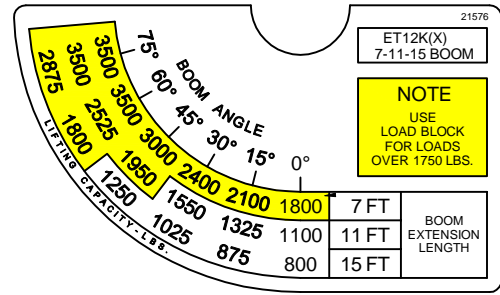 21576
ET12K(X)
7-11-15 BOOM
NOTE
USE
LOAD BLOCK
FOR LOADS
OVER 1750 LBS.
BOOM ANGLE
75° 60° 45° 30° 15° 0°
3500 3500 3000 2400 2100 1800 7 FT
3500 2525 1950 1550 1325 1100 11 FT
2875 1800 1250 1025 875 800 15 FT
BOOM
EXTENSION
LENGTH
LIFTING CAPACITY-LBS.